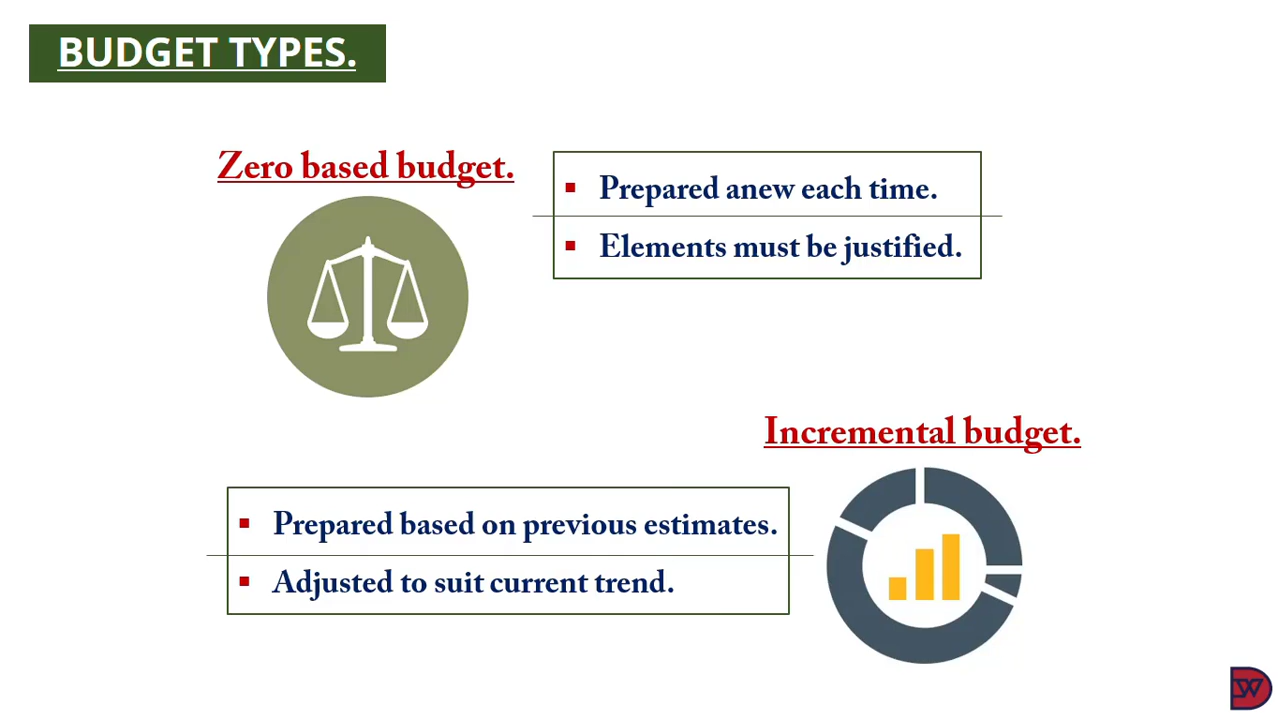 BUDGET TYPES.
Zero based budget.
Prepared anew each time.
Elements must be justified.
Incremental budget.
Prepared based on previous estimates.
Adjusted to suit current trend.
DW